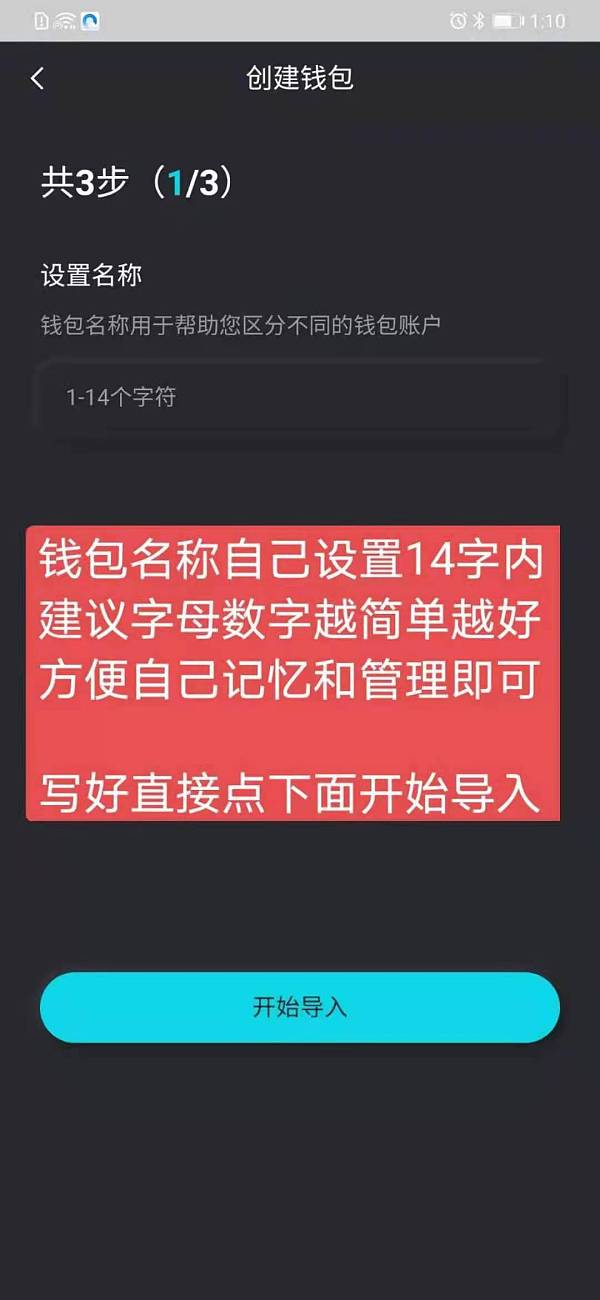 1:10
创建钱包
共3步（1/3）
设置名称
钱包名称用于帮助您区分不同的钱包账户
1-14个字符
钱包名称自己设置14字内
建议字母数字越简单越好
方便自己记忆和管理即可
写好直接点下面开始导入
开始导入